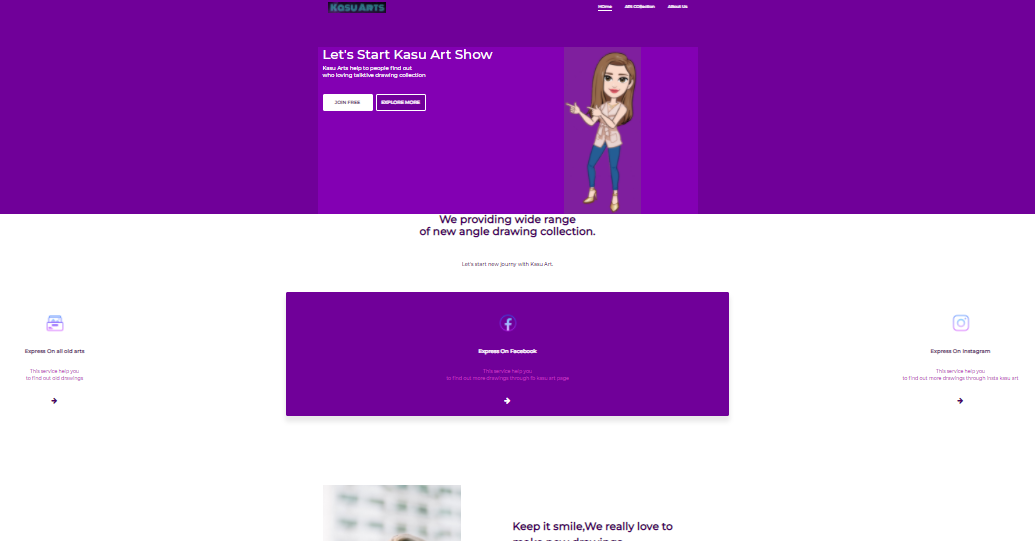 Kasu Arts
Home Arts Collection About Us
Let's Start Kasu Art Show
Kasu Arts help to people find out
who loving talktive drawing collection
JOIN FREE EXPLORE MORE
We providing wide range
of new angle drawing collection.
Let's start new journy with Kasu Art.
Express On all old arts
This service help you
to find out old drawings
Express On Facebook
This service help you
to find out more drawings through fb kasu art page
Express On Instagram
This service help you
to find out more drawings through insta kasu art
Keep it smile,We really love to
make new drawings